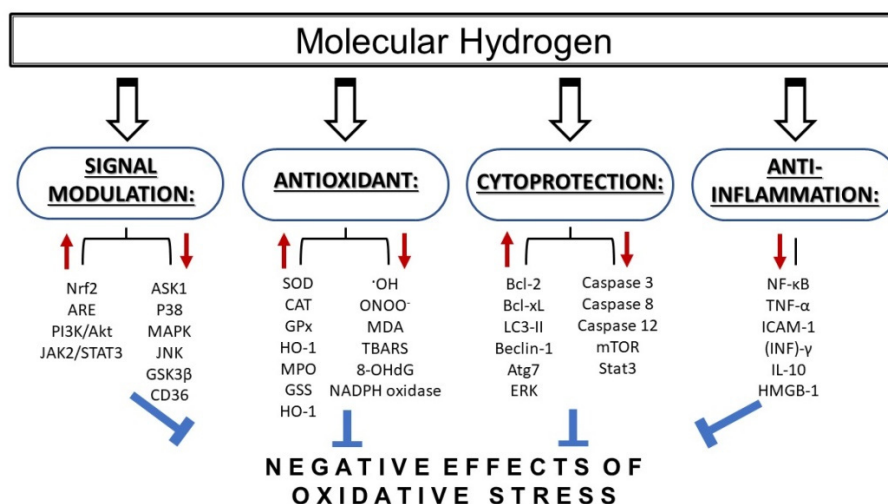 Molecular Hydrogen
SIGNAL
MODULATION:
Nrf2
ARE
PI3K/Akt
JAK2/STAT3
ASK1
P38
MAPK
JNK
GSK3β
CD36
ANTIOXIDANT:
SOD
CAT
GPx
HO-1
MPO
GSS
HO-1
·OH
ONOO⁻
MDA
TBARS
8-OHdG
NADPH oxidase
CYTOPROTECTION:
Bcl-2
Bcl-xL
LC3-II
Beclin-1
Atg7
ERK
Caspase 3
Caspase 8
Caspase 12
mTOR
Stat3
ANTI-
INFLAMMATION:
NF-κB
TNF-α
ICAM-1
(INF)-γ
IL-10
HMGB-1
NEGATIVE EFFECTS OF
OXIDATIVE STRESS